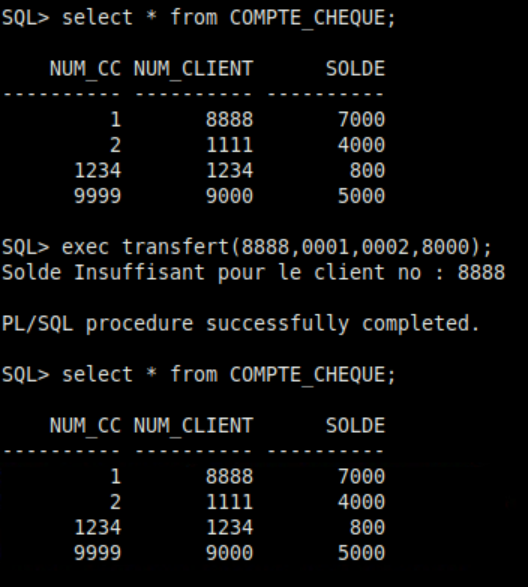 SQL> select * from COMPTE_CHEQUE;
NUM_CC NUM_CLIENT SOLDE
---------- ---------- ----------
1 8888 7000
2 1111 4000
1234 1234 800
9999 9000 5000
SQL> exec transfert(8888,0001,0002,8000);
Solde Insuffisant pour le client no : 8888
PL/SQL procedure successfully completed.
SQL> select * from COMPTE_CHEQUE;
NUM_CC NUM_CLIENT SOLDE
---------- ---------- ----------
1 8888 7000
2 1111 4000
1234 1234 800
9999 9000 5000